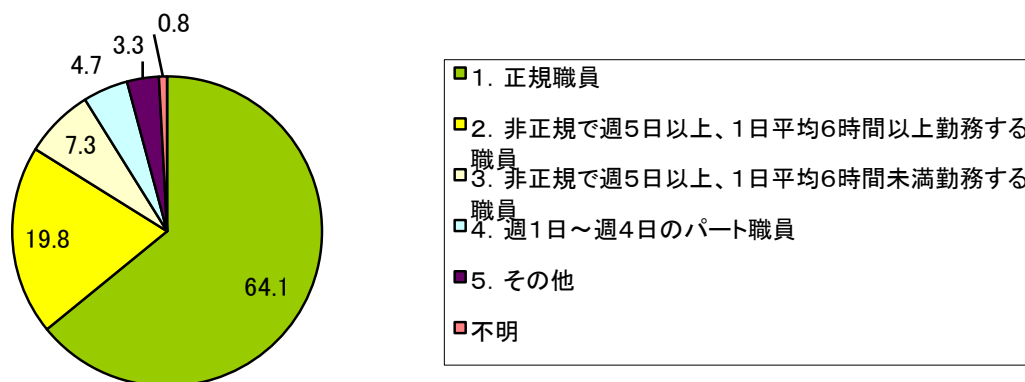 0.8
3.3
4.7
7.3
19.8
64.1
1. 正規職員
2. 非正規で週5日以上、1日平均6時間以上勤務する
職員
3. 非正規で週5日以上、1日平均6時間未満勤務する
職員
4. 週1日～週4日のパート職員
5. その他
不明